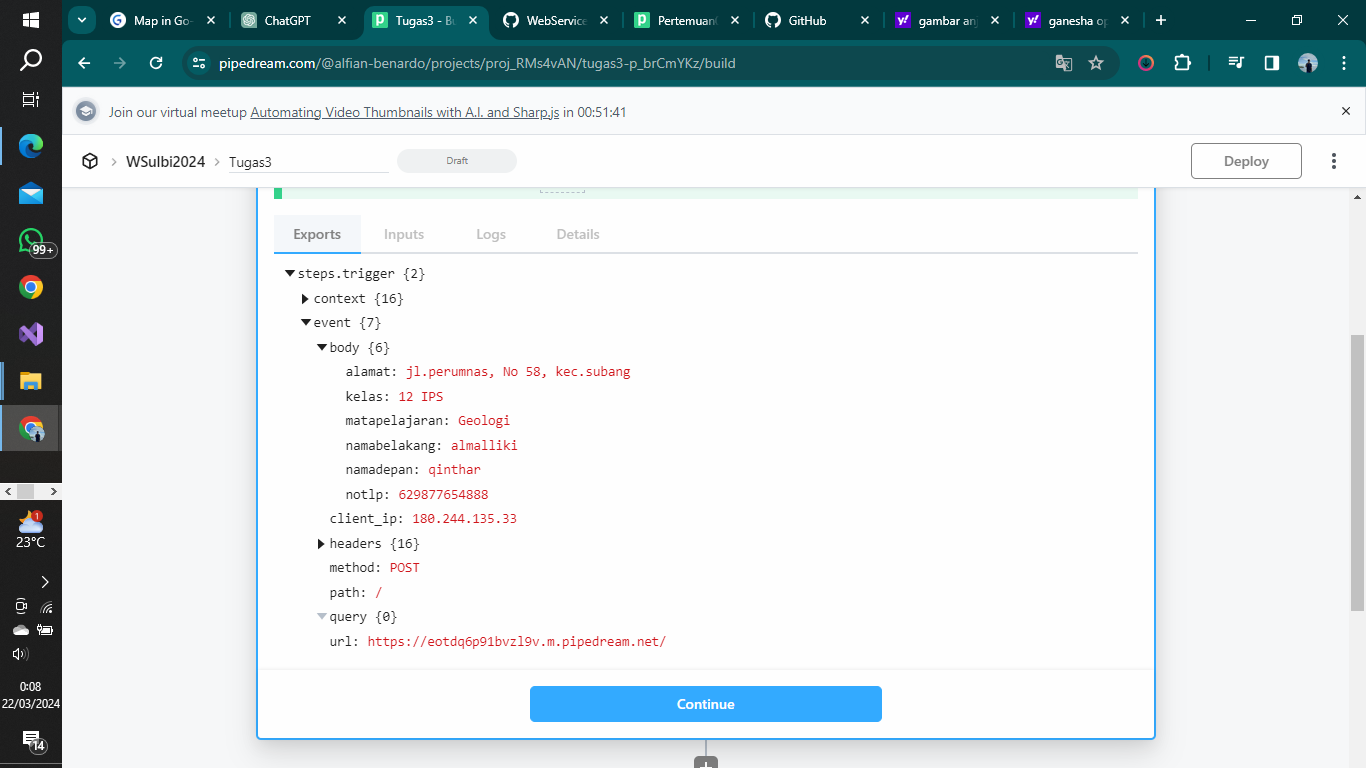 Map in Go-
ChatGPT
Tugas3 - Bu
WebService
Pertemuan
GitHub
gambar anj
ganesha op
pipedream.com/@alfian-benardo/projects/proj_RMs4vAN/tugas3-p_brCmYKz/build
Join our virtual meetup Automating Video Thumbnails with A.I. and Sharp.js in 00:51:41
WSulbi2024
Tugas3
Draft
Deploy
Exports Inputs Logs Details
steps.trigger {2}
context {16}
event {7}
body {6}
alamat: jl.perumnas, No 58, kec.subang
kelas: 12 IPS
matapelajaran: Geologi
namabelakang: almalliki
namadepan: qinthar
notlp: 629877654888
client_ip: 180.244.135.33
headers {16}
method: POST
path: /
query {0}
url: https://eotdq6p91bvzl9v.m.pipedream.net/
Continue
99+
1
23°C
0:08
22/03/2024
14